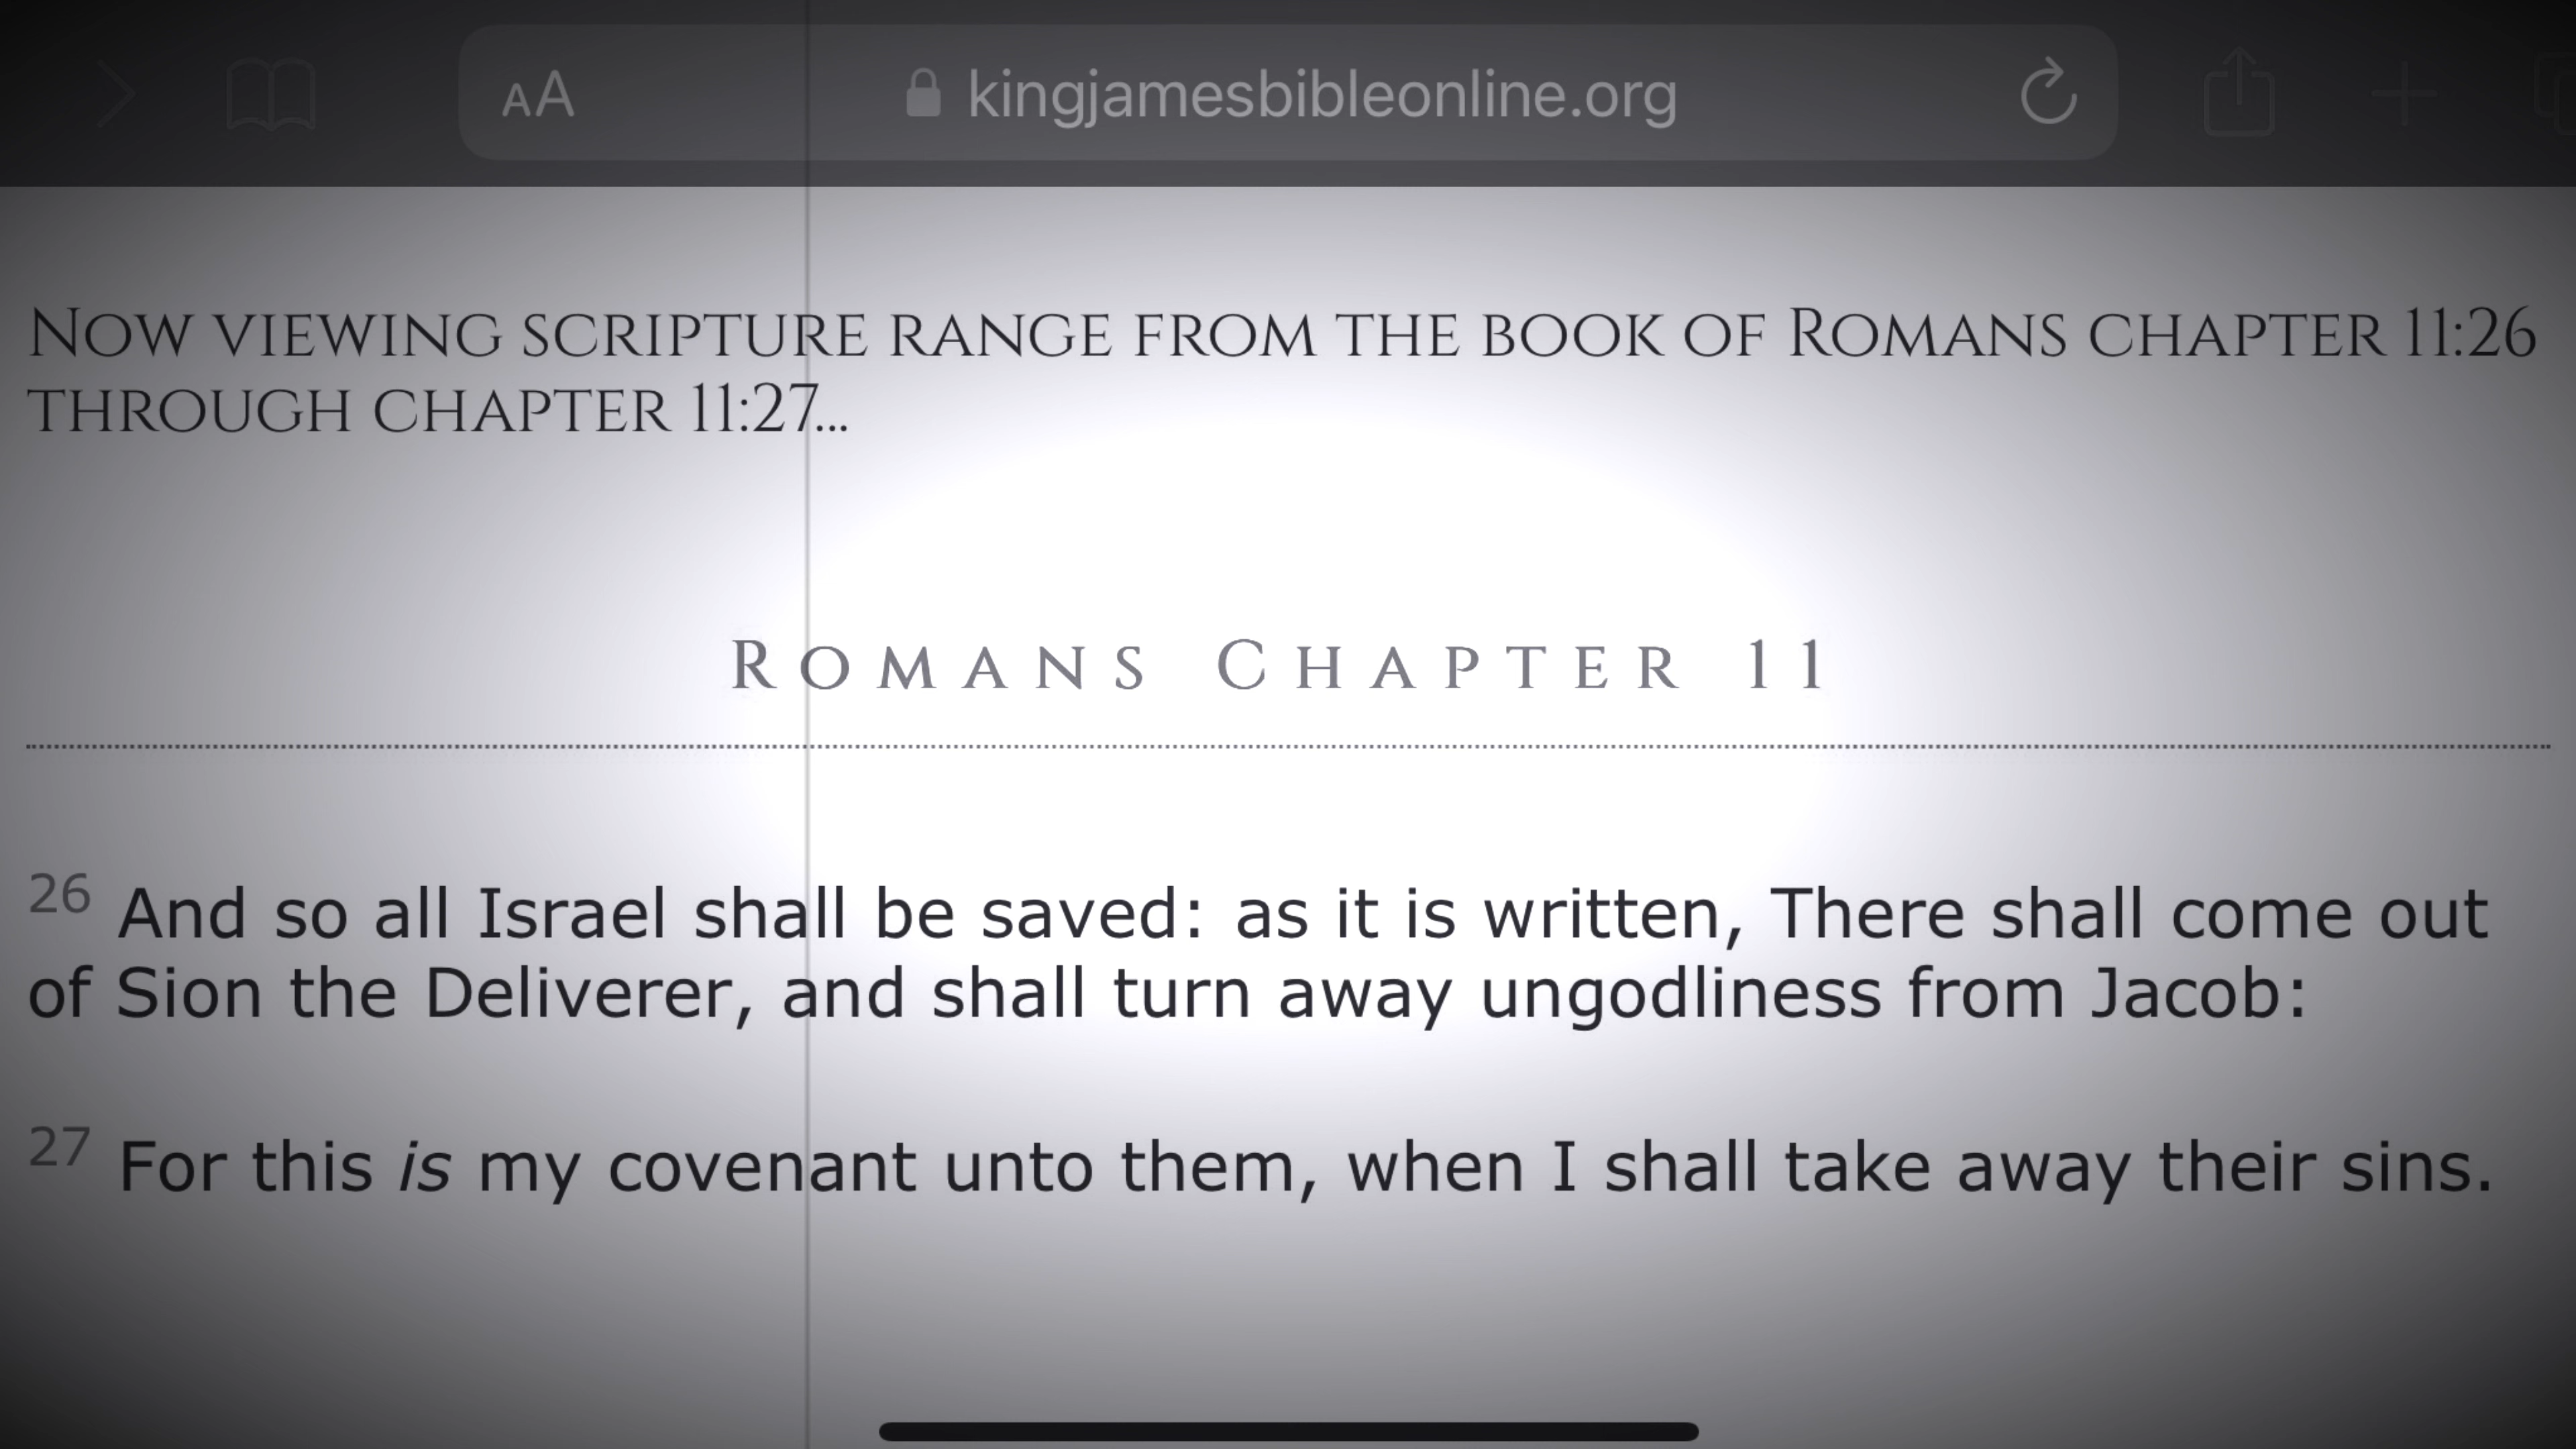 AA kingjamesbibleonline.org
Now viewing scripture range from the book of Romans chapter 11:26
through chapter 11:27...
Romans Chapter 11
26 And so all Israel shall be saved: as it is written, There shall come out
of Sion the Deliverer, and shall turn away ungodliness from Jacob:
27 For this is my covenant unto them, when I shall take away their sins.